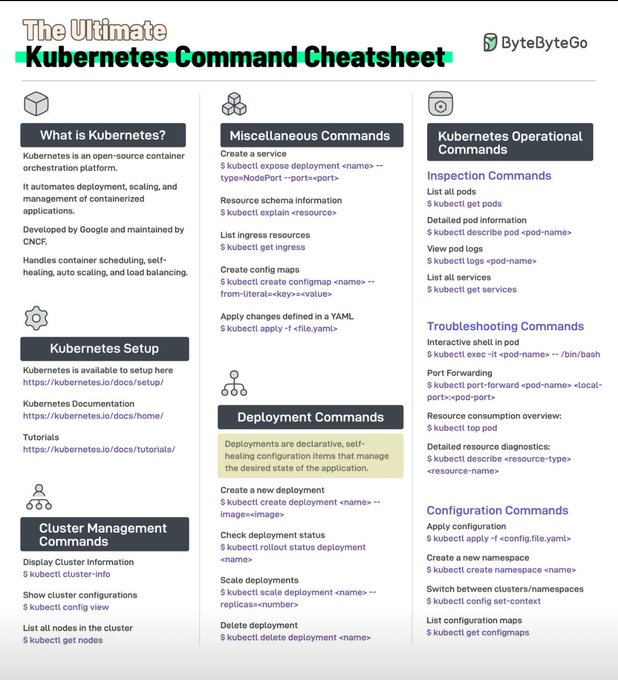 The Ultimate
Kubernetes Command Cheatsheet
ByteByteGo
What is Kubernetes?
Kubernetes is an open-source container
orchestration platform.
It automates deployment, scaling, and
management of containerized
applications.
Developed by Google and maintained by
CNCF.
Handles container scheduling, self-
healing, auto scaling, and load balancing.
Kubernetes Setup
Kubernetes is available to setup here
https://kubernetes.io/docs/setup/
Kubernetes Documentation
https://kubernetes.io/docs/home/
Tutorials
https://kubernetes.io/docs/tutorials/
Cluster Management
Commands
Display Cluster Information
$ kubectl cluster-info
Show cluster configurations
$ kubectl config view
List all nodes in the cluster
$ kubectl get nodes
Miscellaneous Commands
Create a service
$ kubectl expose deployment <name> --
type=NodePort --port=<port>
Resource schema information
$ kubectl explain <resource>
List ingress resources
$ kubectl get ingress
Create config maps
$ kubectl create configmap <name> --
from-literal=<key>=<value>
Apply changes defined in a YAML
$ kubectl apply -f <file.yaml>
Deployment Commands
Deployments are declarative, self-
healing configuration items that manage
the desired state of the application.
Create a new deployment
$ kubectl create deployment <name> --
image=<image>
Check deployment status
$ kubectl rollout status deployment
<name>
Scale deployments
$ kubectl scale deployment <name> --
replicas=<number>
Delete deployment
$ kubectl delete deployment <name>
Kubernetes Operational
Commands
Inspection Commands
List all pods
$ kubectl get pods
Detailed pod information
$ kubectl describe pod <pod-name>
View pod logs
$ kubectl logs <pod-name>
List all services
$ kubectl get services
Troubleshooting Commands
Interactive shell in pod
$ kubectl exec -it <pod-name> -- /bin/bash
Port Forwarding
$ kubectl port-forward <pod-name> <local-
port>:<pod-port>
Resource consumption overview:
$ kubectl top pod
Detailed resource diagnostics:
$ kubectl describe <resource-type>
<resource-name>
Configuration Commands
Apply configuration
$ kubectl apply -f <config.file.yaml>
Create a new namespace
$ kubectl create namespace <name>
Switch between clusters/namespaces
$ kubectl config set-context
List configuration maps
$ kubectl get configmaps